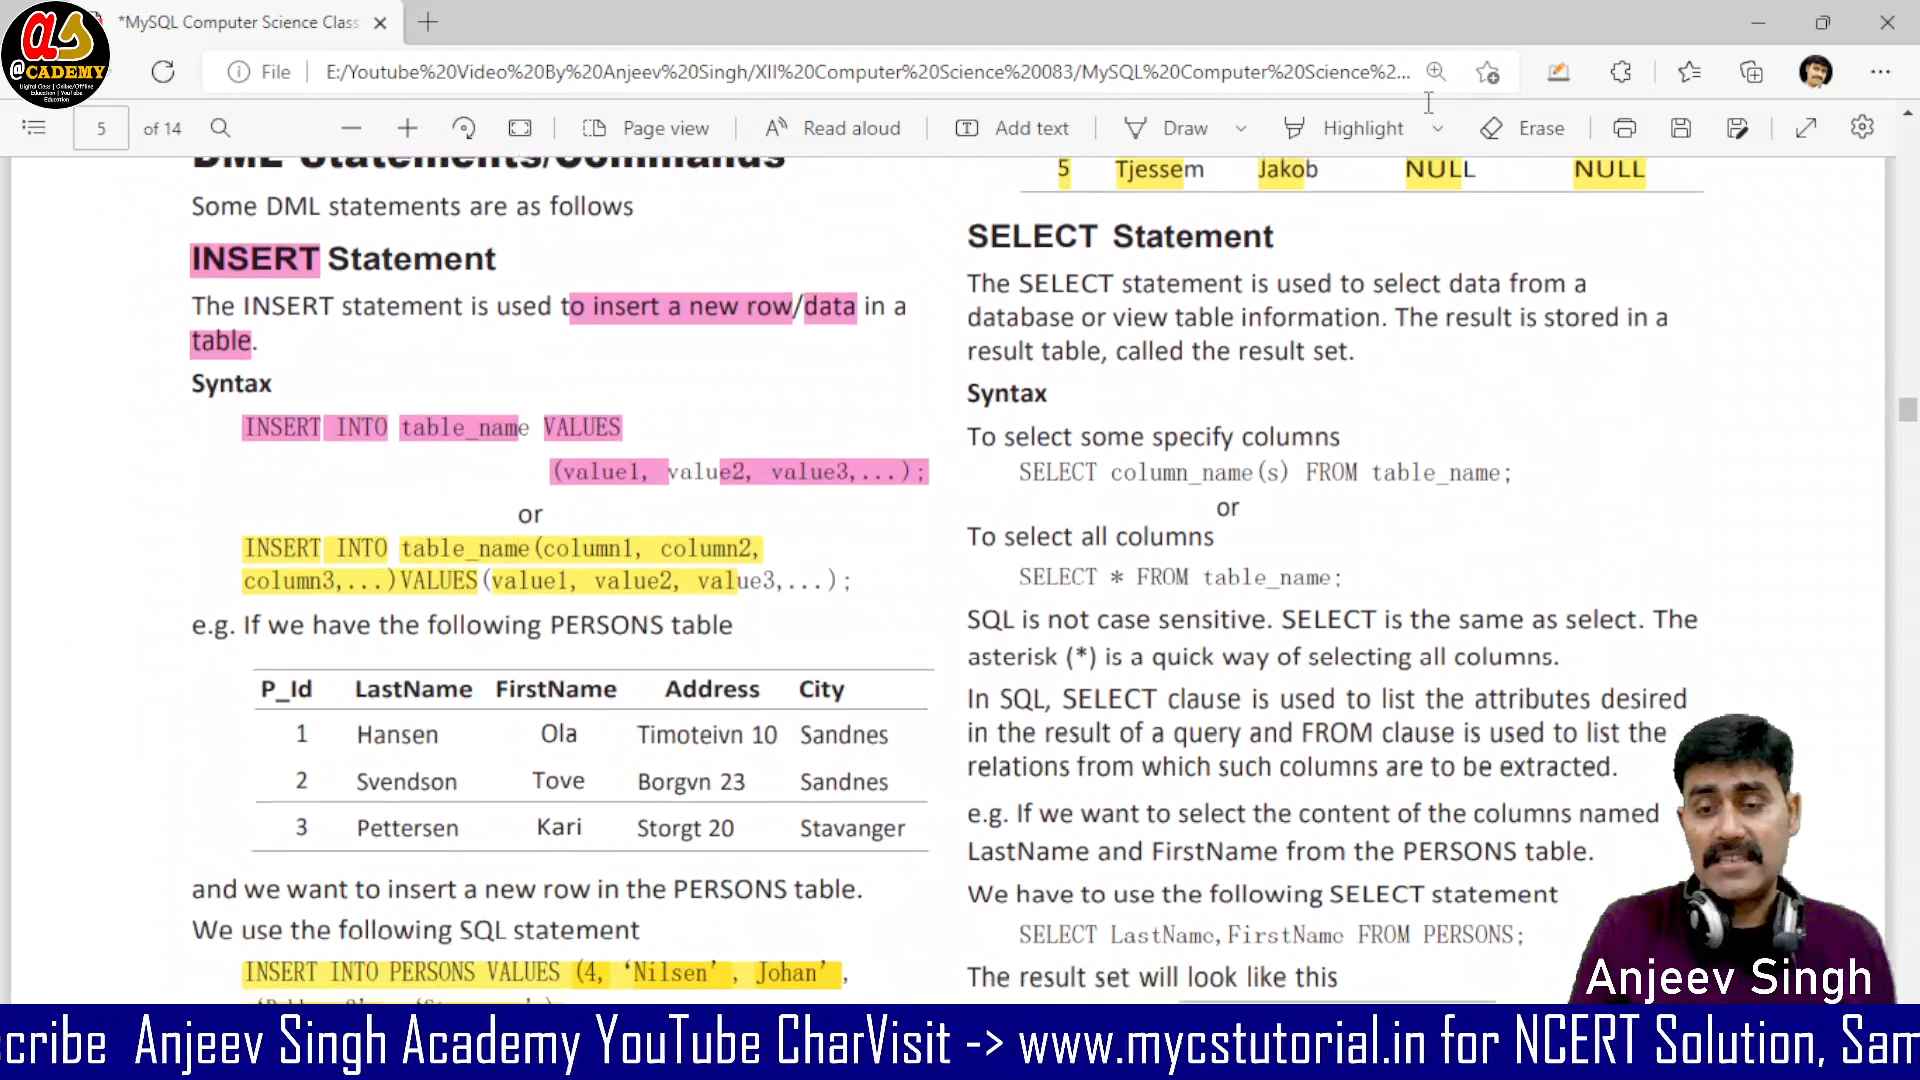 *MySQL Computer Science Class
as
@CADEMY
Digital Class | Online/Offline
Education | YouTube
Education
File
E:/Youtube%20Video%20By%20Anjeev%20Singh/XII%20Computer%20Science%20083/MySQL%20Computer%20Science%2...
5 of 14
Page view
Read aloud
Add text
Draw
Highlight
Erase
DML Statements/Commands
Some DML statements are as follows
INSERT Statement
The INSERT statement is used to insert a new row/data in a
table.
Syntax
INSERT INTO table_name VALUES
(value1, value2, value3,...);
or
INSERT INTO table_name(column1, column2,
column3,...)VALUES(value1, value2, value3,...);
e.g. If we have the following PERSONS table
P_Id LastName FirstName Address City
1 Hansen Ola Timoteivn 10 Sandnes
2 Svendson Tove Borgvn 23 Sandnes
3 Pettersen Kari Storgt 20 Stavanger
and we want to insert a new row in the PERSONS table.
We use the following SQL statement
INSERT INTO PERSONS VALUES (4, ‘Nilsen’, Johan’,
5 Tjessem Jakob NULL NULL
SELECT Statement
The SELECT statement is used to select data from a
database or view table information. The result is stored in a
result table, called the result set.
Syntax
To select some specify columns
SELECT column_name(s) FROM table_name;
or
To select all columns
SELECT * FROM table_name;
SQL is not case sensitive. SELECT is the same as select. The
asterisk (*) is a quick way of selecting all columns.
In SQL, SELECT clause is used to list the attributes desired
in the result of a query and FROM clause is used to list the
relations from which such columns are to be extracted.
e.g. If we want to select the content of the columns named
LastName and FirstName from the PERSONS table.
We have to use the following SELECT statement
SELECT LastName,FirstName FROM PERSONS;
The result set will look like this
Anjeev Singh
scribe Anjeev Singh Academy YouTube CharVisit -> www.mycstutorial.in for NCERT Solution, Sam